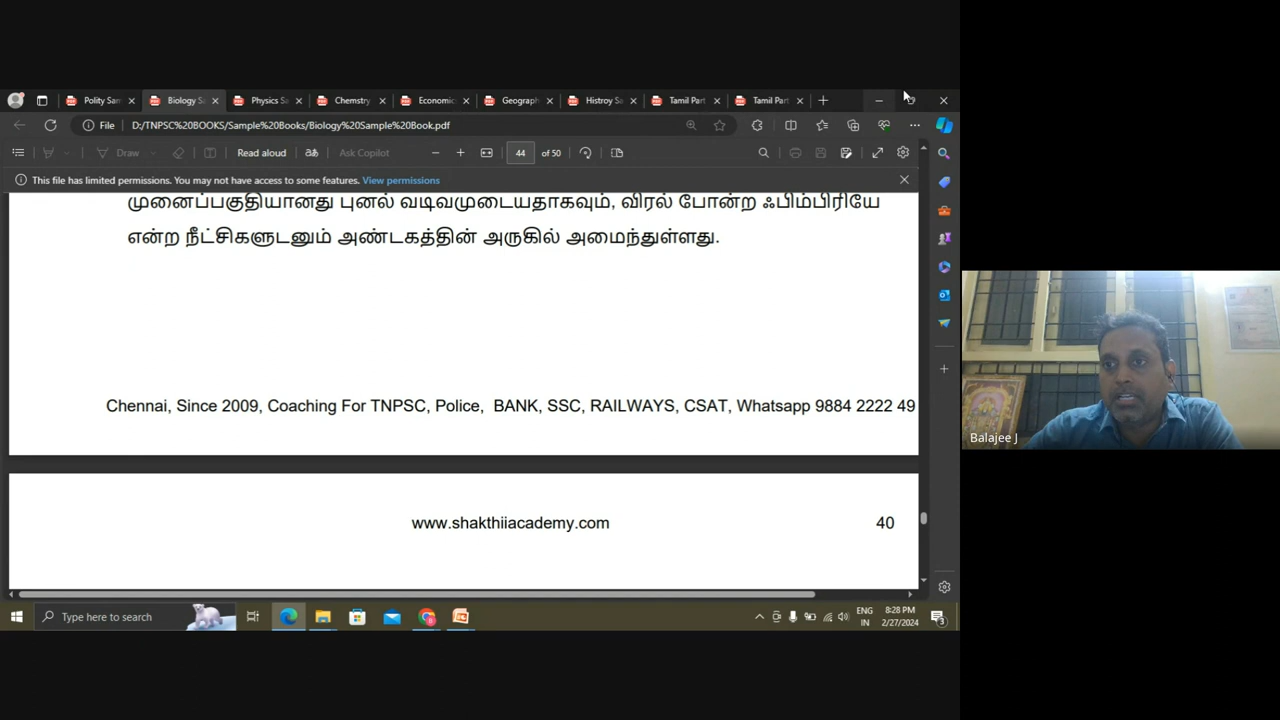 Polity Sam
Biology Sa
Physics Sa
Chemstry
Economic
Geograph
Histroy Sa
Tamil Part
Tamil Part
File
D:/TNPSC%20BOOKS/Sample%20Books/Biology%20Sample%20Book.pdf
Draw
Read aloud
Ask Copilot
44 of 50
This file has limited permissions. You may not have access to some features. View permissions
முனைப்பகுதியானது புனல் வடிவமுடையதாகவும், விரல் போன்ற ஃபிம்பிரியே
என்ற நீட்சிகளுடனும் அண்டகத்தின் அருகில் அமைந்துள்ளது.
Chennai, Since 2009, Coaching For TNPSC, Police, BANK, SSC, RAILWAYS, CSAT, Whatsapp 9884 2222 49
Balajee J
www.shakthiiacademy.com 40
Type here to search
ENG 8:28 PM
IN 2/27/2024
3